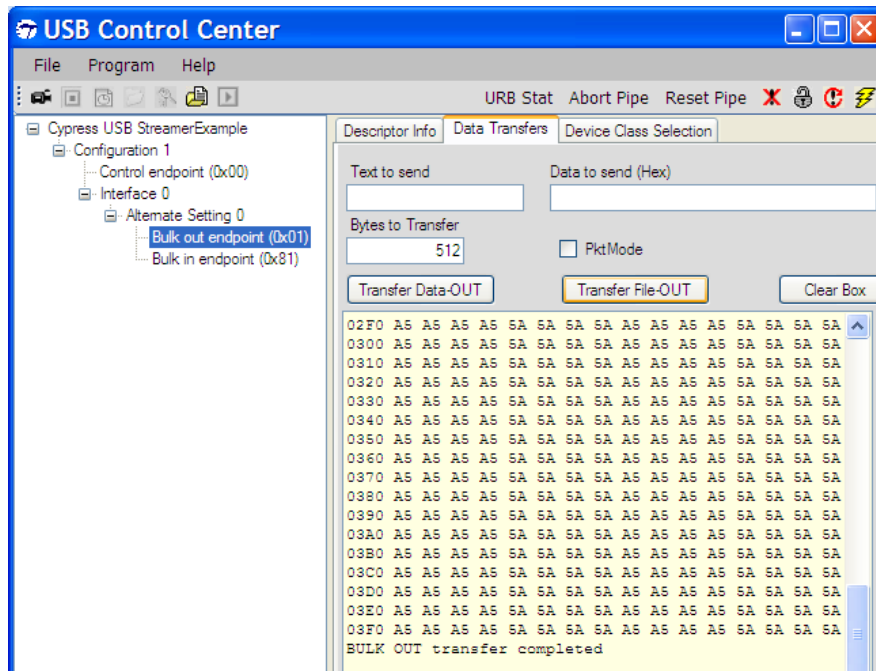 USB Control Center
File Program Help
URB Stat Abort Pipe Reset Pipe
Cypress USB StreamerExample
Configuration 1
Control endpoint (0x00)
Interface 0
Alternate Setting 0
Bulk out endpoint (0x01)
Bulk in endpoint (0x81)
Descriptor Info Data Transfers Device Class Selection
Text to send Data to send (Hex)
Bytes to Transfer
512 PktMode
Transfer Data-OUT Transfer File-OUT Clear Box
02F0 A5 A5 A5 A5 5A 5A 5A 5A A5 A5 A5 A5 5A 5A 5A 5A
0300 A5 A5 A5 A5 5A 5A 5A 5A A5 A5 A5 A5 5A 5A 5A 5A
0310 A5 A5 A5 A5 5A 5A 5A 5A A5 A5 A5 A5 5A 5A 5A 5A
0320 A5 A5 A5 A5 5A 5A 5A 5A A5 A5 A5 A5 5A 5A 5A 5A
0330 A5 A5 A5 A5 5A 5A 5A 5A A5 A5 A5 A5 5A 5A 5A 5A
0340 A5 A5 A5 A5 5A 5A 5A 5A A5 A5 A5 A5 5A 5A 5A 5A
0350 A5 A5 A5 A5 5A 5A 5A 5A A5 A5 A5 A5 5A 5A 5A 5A
0360 A5 A5 A5 A5 5A 5A 5A 5A A5 A5 A5 A5 5A 5A 5A 5A
0370 A5 A5 A5 A5 5A 5A 5A 5A A5 A5 A5 A5 5A 5A 5A 5A
0380 A5 A5 A5 A5 5A 5A 5A 5A A5 A5 A5 A5 5A 5A 5A 5A
0390 A5 A5 A5 A5 5A 5A 5A 5A A5 A5 A5 A5 5A 5A 5A 5A
03A0 A5 A5 A5 A5 5A 5A 5A 5A A5 A5 A5 A5 5A 5A 5A 5A
03B0 A5 A5 A5 A5 5A 5A 5A 5A A5 A5 A5 A5 5A 5A 5A 5A
03C0 A5 A5 A5 A5 5A 5A 5A 5A A5 A5 A5 A5 5A 5A 5A 5A
03D0 A5 A5 A5 A5 5A 5A 5A 5A A5 A5 A5 A5 5A 5A 5A 5A
03E0 A5 A5 A5 A5 5A 5A 5A 5A A5 A5 A5 A5 5A 5A 5A 5A
03F0 A5 A5 A5 A5 5A 5A 5A 5A A5 A5 A5 A5 5A 5A 5A 5A
BULK OUT transfer completed